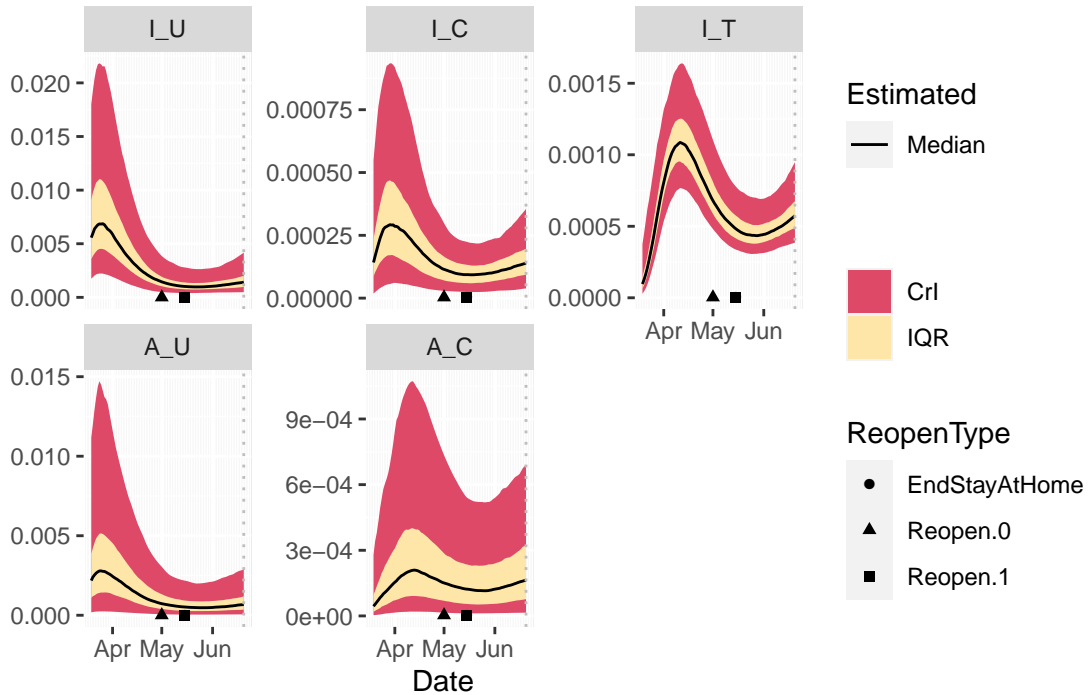 I_U
I_C
I_T
0.020
0.015
0.010
0.005
0.000
0.00075
0.00050
0.00025
0.00000
0.0015
0.0010
0.0005
0.0000
Apr May Jun
A_U
A_C
0.015
0.010
0.005
0.000
9e−04
6e−04
3e−04
0e+00
Apr May Jun
Apr May Jun
Date
Estimated
Median
CrI
IQR
ReopenType
EndStayAtHome
Reopen.0
Reopen.1